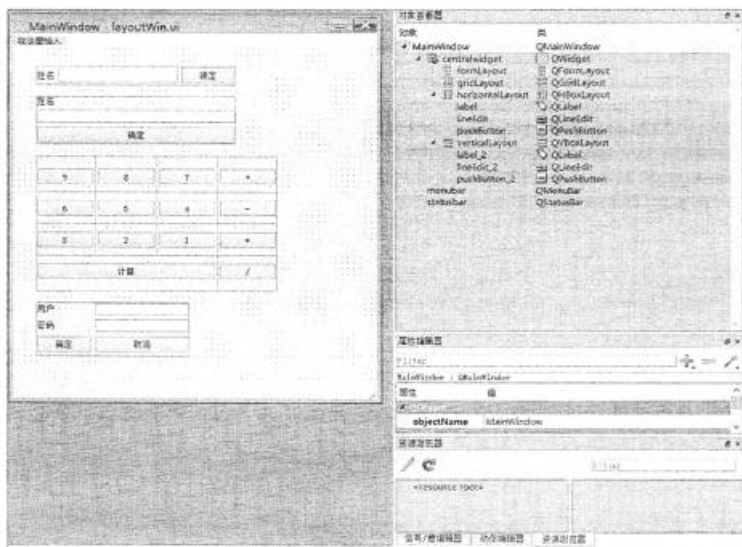 MainWindow - layoutWin.ui
在这里输入
姓名
确定
姓名
确定
9 8 7 +
6 5 4 -
3 2 1 *
计算 /
用户
密码
确定 取消
对象查看器
对象 类
MainWindow QMainWindow
centralwidget QWidget
formLayout QFormLayout
gridLayout QGridLayout
horizontalLayout QHBoxLayout
label QLabel
lineEdit QLineEdit
pushButton QPushButton
verticalLayout QVBoxLayout
label_2 QLabel
lineEdit_2 QLineEdit
pushButton_2 QPushButton
menubar QMenuBar
statusbar QStatusBar
属性编辑器
Filter
MainWindow : QMainWindow
属性 值
objectName MainWindow
资源浏览器
Filter
<resource root>
信号/槽编辑器 动作编辑器 资源浏览器